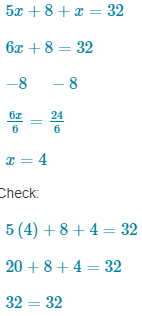 5x + 8 + x = 32
6x + 8 = 32
−8 − 8
6x/6 = 24/6
x = 4
Check:
5 (4) + 8 + 4 = 32
20 + 8 + 4 = 32
32 = 32